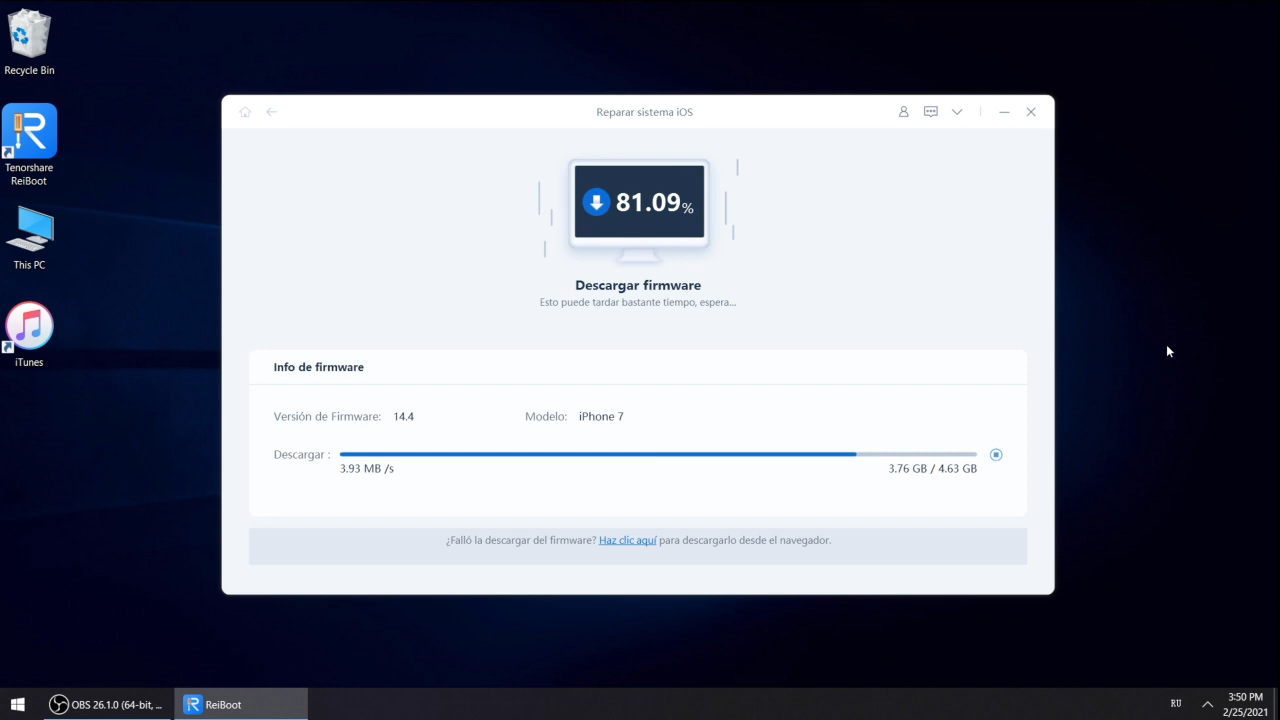 Recycle Bin
Tenorshare
ReiBoot
This PC
iTunes
Reparar sistema iOS
81.09%
Descargar firmware
Esto puede tardar bastante tiempo, espera...
Info de firmware
Versión de Firmware: 14.4 Modelo: iPhone 7
Descargar :
3.93 MB /s 3.76 GB / 4.63 GB
¿Falló la descargar del firmware? Haz clic aquí para descargarlo desde el navegador.
OBS 26.1.0 (64-bit, ...
ReiBoot
RU
3:50 PM
2/25/2021